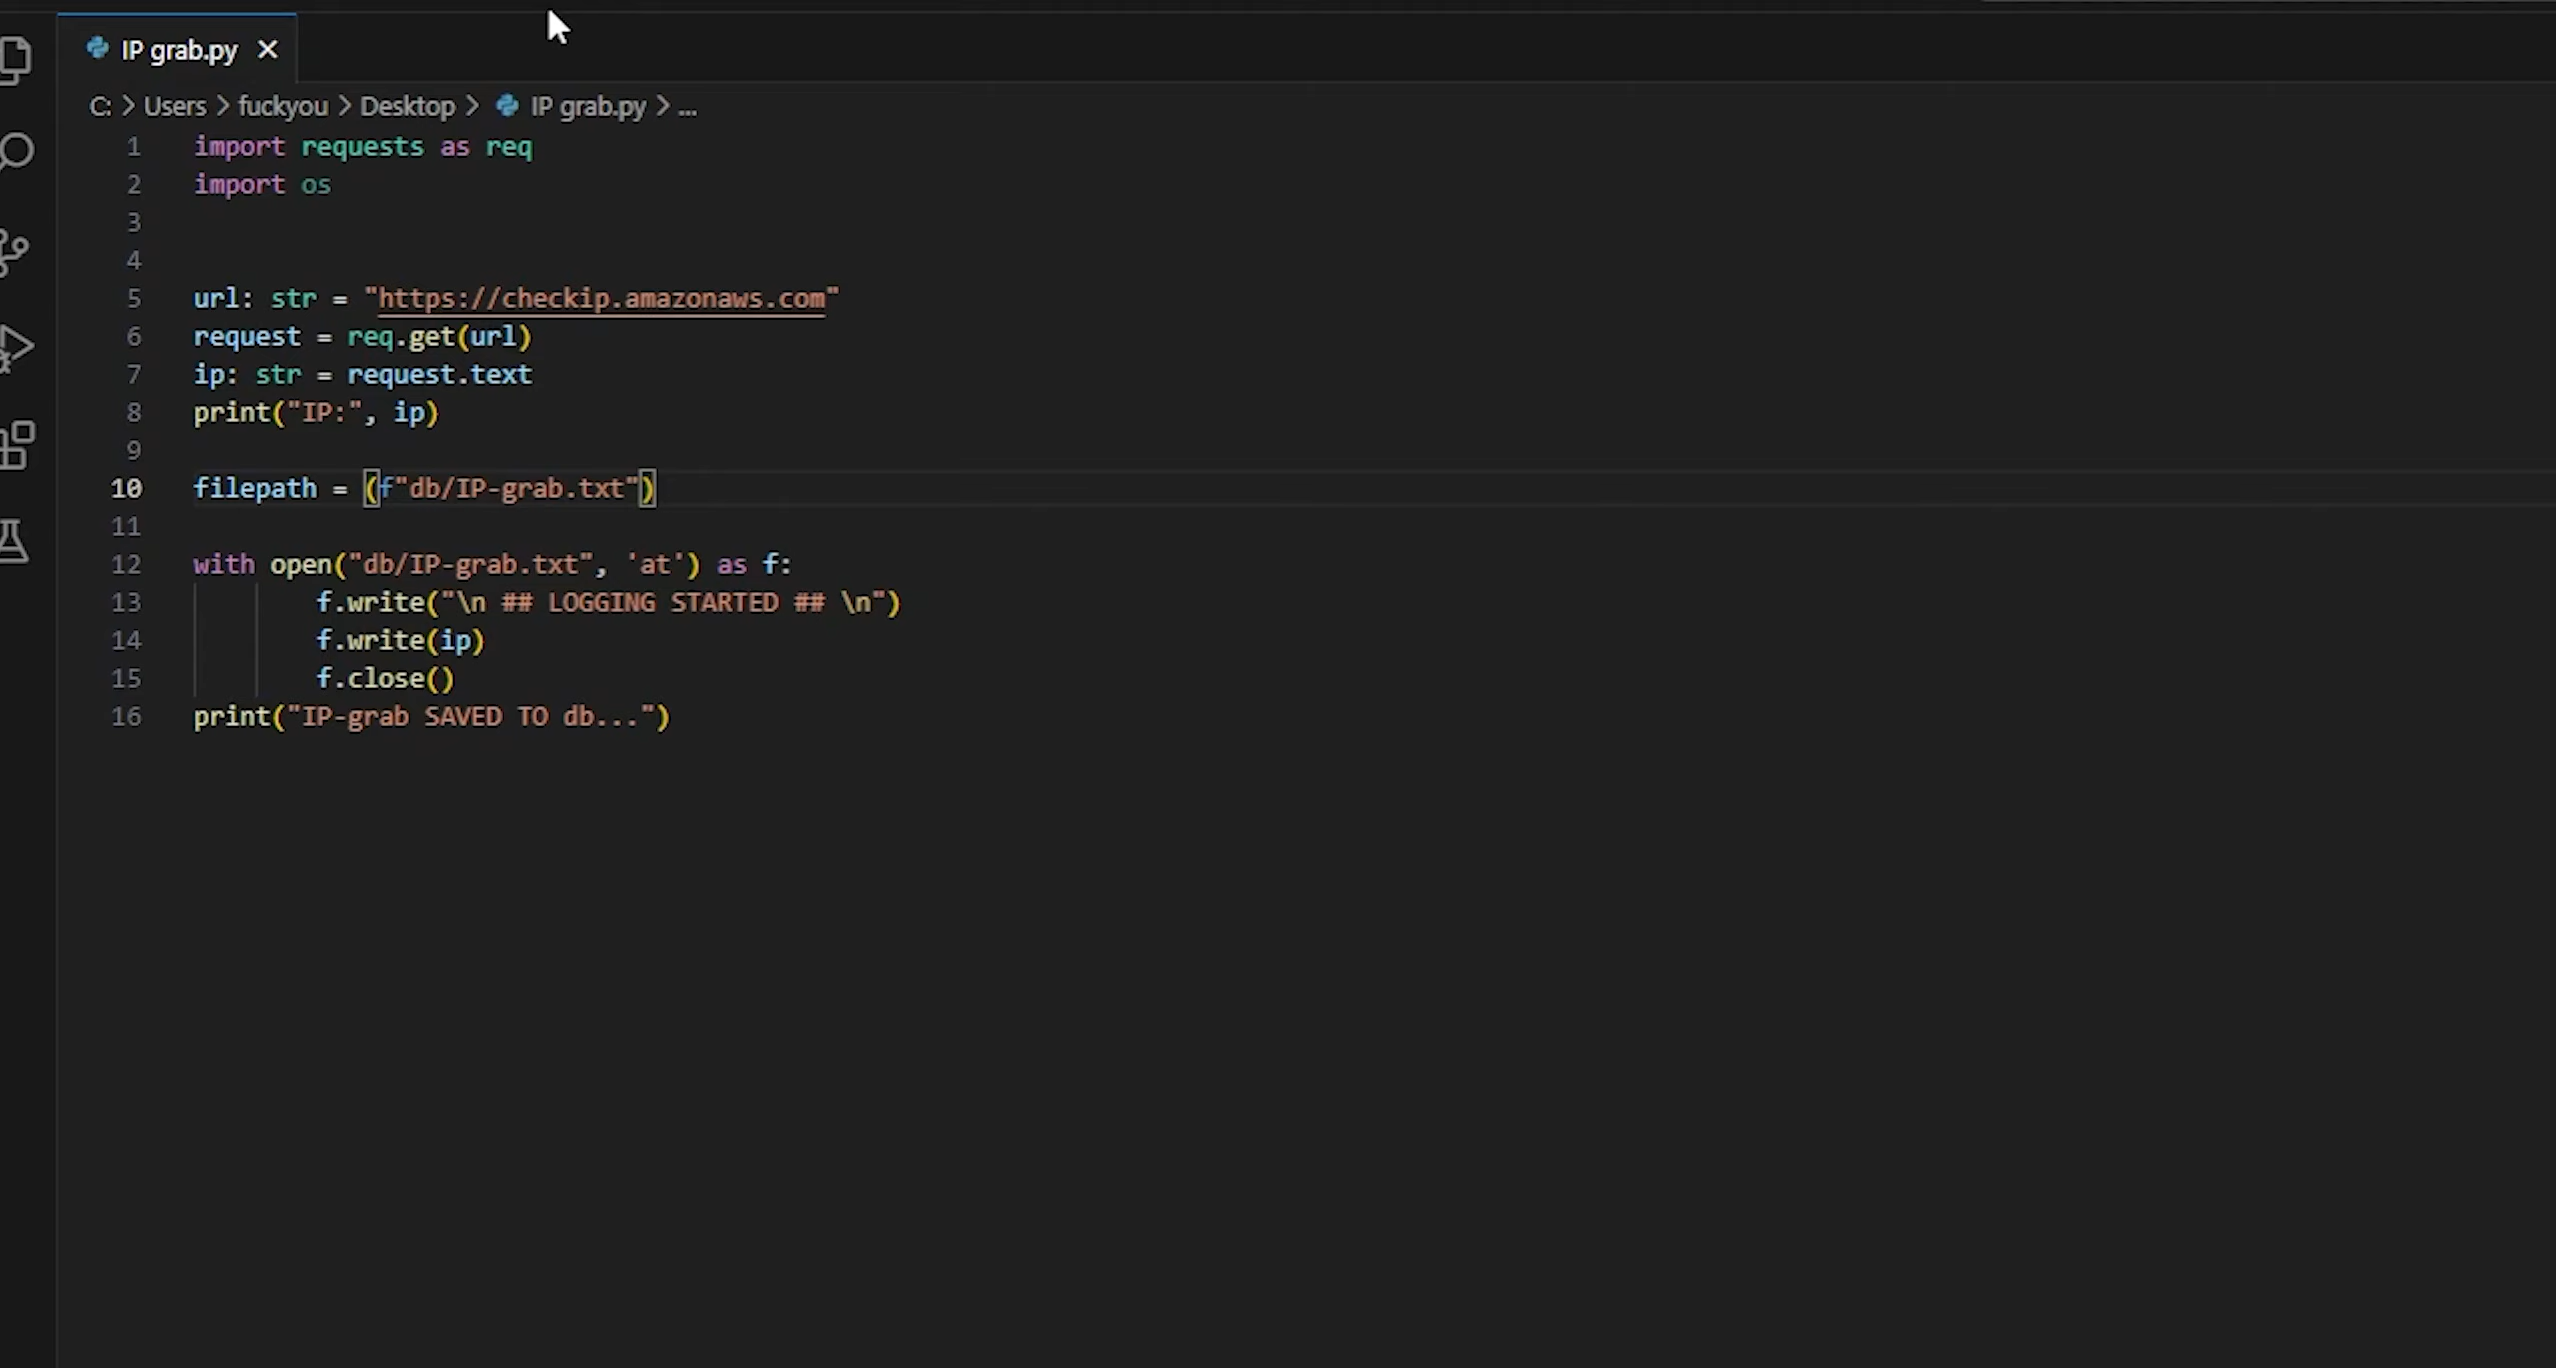 IP grab.py
C: > Users > fuckyou > Desktop > IP grab.py > ...
1 import requests as req
2 import os
3
4
5 url: str = "https://checkip.amazonaws.com"
6 request = req.get(url)
7 ip: str = request.text
8 print("IP:", ip)
9
10 filepath = (f"db/IP-grab.txt")
11
12 with open("db/IP-grab.txt", 'at') as f:
13 f.write("\n ## LOGGING STARTED ## \n")
14 f.write(ip)
15 f.close()
16 print("IP-grab SAVED TO db...")